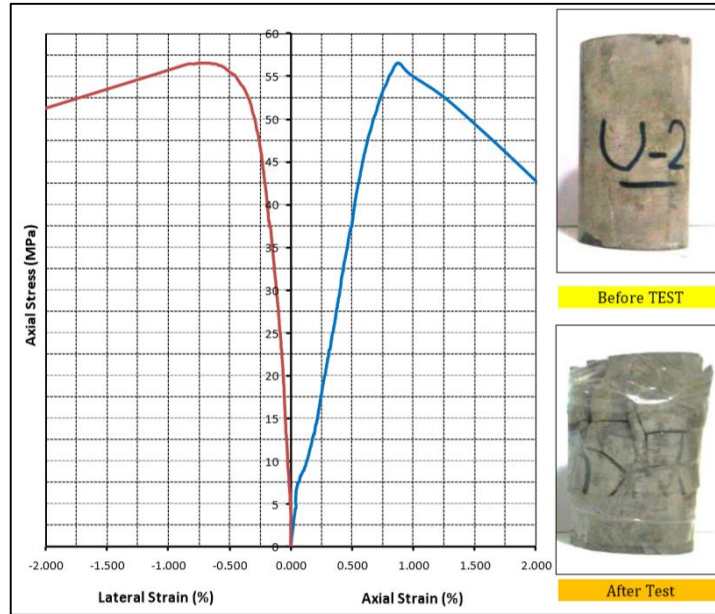 60
55
50
45
40
35
30
25
20
15
10
5
0
Axial Stress (MPa)
-2.000 -1.500 -1.000 -0.500 0.000 0.500 1.000 1.500 2.000
Lateral Strain (%) Axial Strain (%)
U-2
Before TEST
After Test